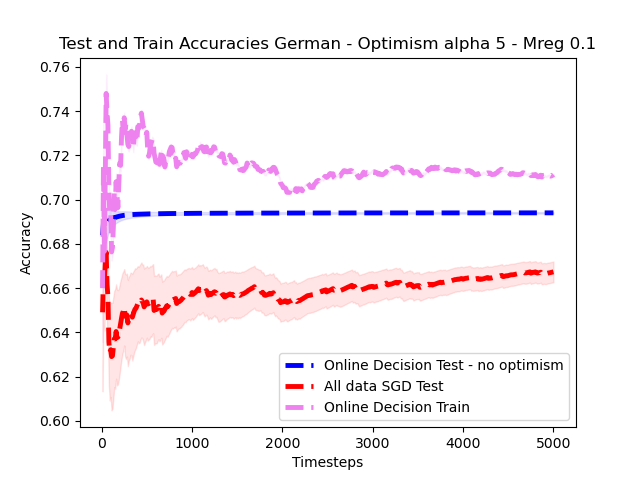 Test and Train Accuracies German - Optimism alpha 5 - Mreg 0.1
0.76
0.74
0.72
0.70
0.68
0.66
0.64
0.62
0.60
Accuracy
Online Decision Test - no optimism
All data SGD Test
Online Decision Train
0 1000 2000 3000 4000 5000
Timesteps